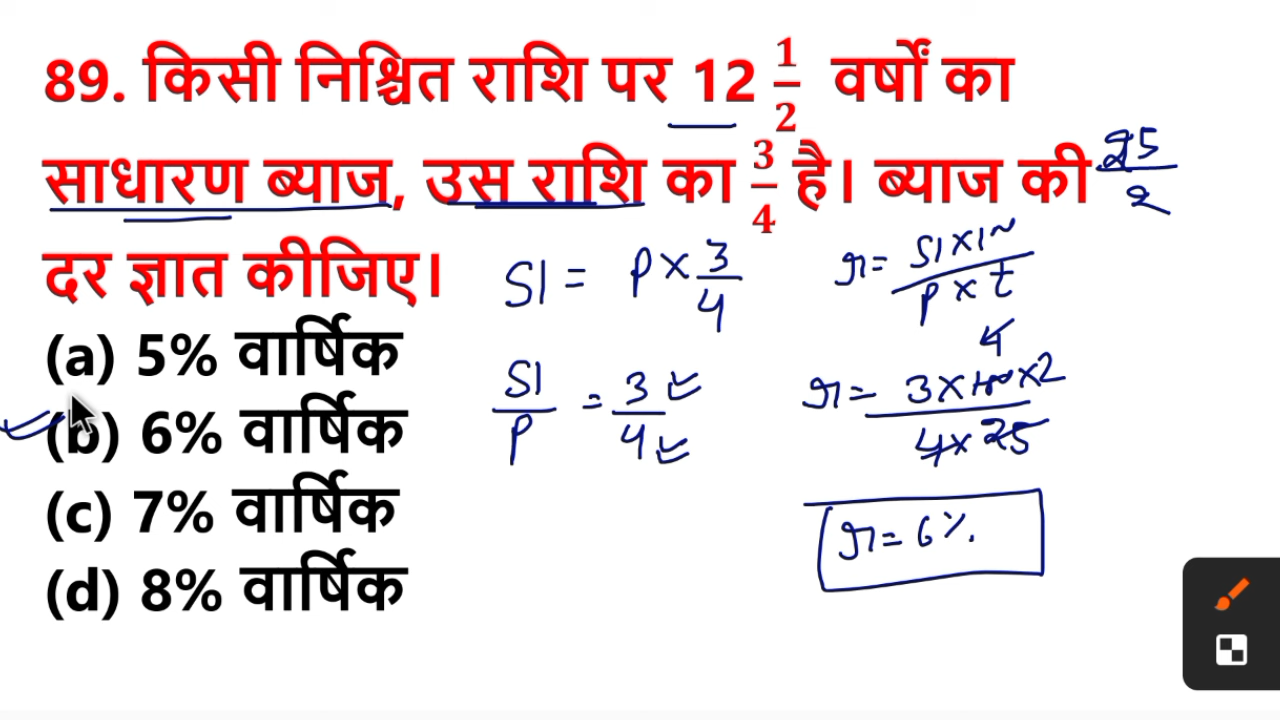 89. किसी निश्चित राशि पर 12 1/2 वर्षों का
साधारण ब्याज, उस राशि का 3/4 है। ब्याज की 25/2
दर ज्ञात कीजिए।
(a) 5% वार्षिक
(b) 6% वार्षिक
(c) 7% वार्षिक
(d) 8% वार्षिक
SI = P × 3/4
SI/P = 3/4
r = SI × 100 / P × t
4
r = 3 × 100 × 2 / 4 × 25
r = 6%